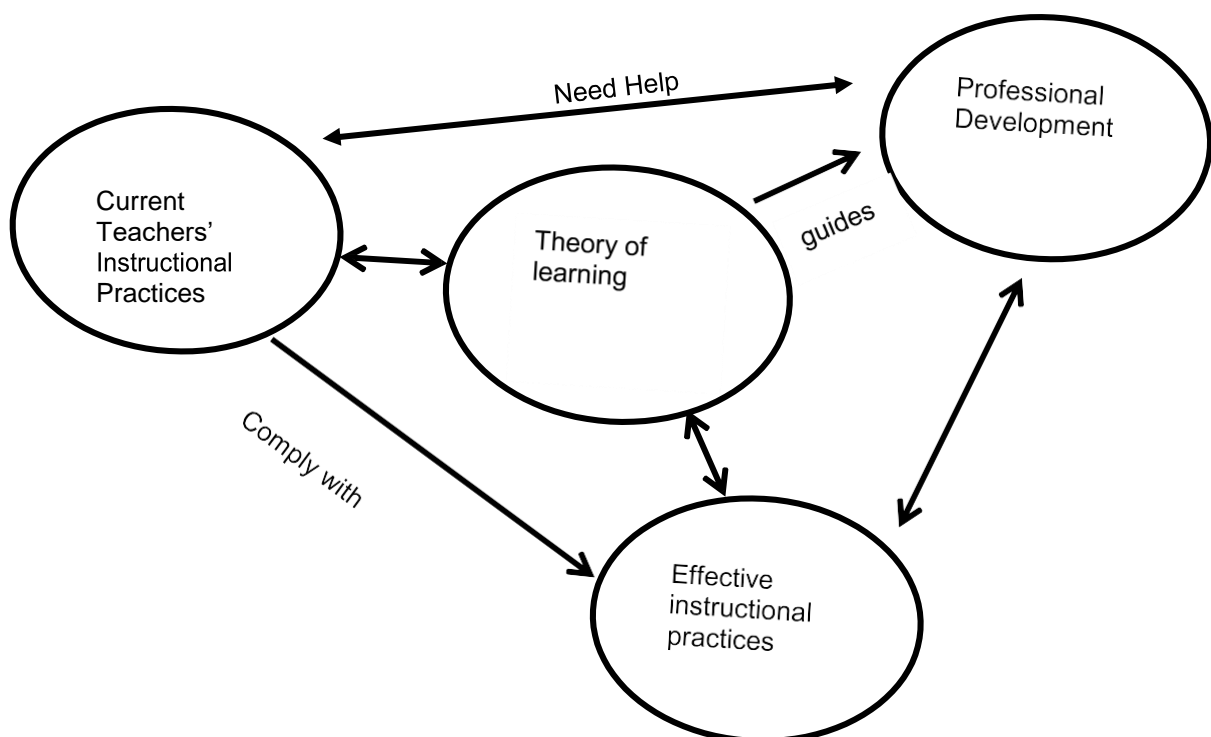 Need Help
Professional
Development
Current
Teachers’
Instructional
Practices
Theory of
learning
guides
Comply with
Effective
instructional
practices